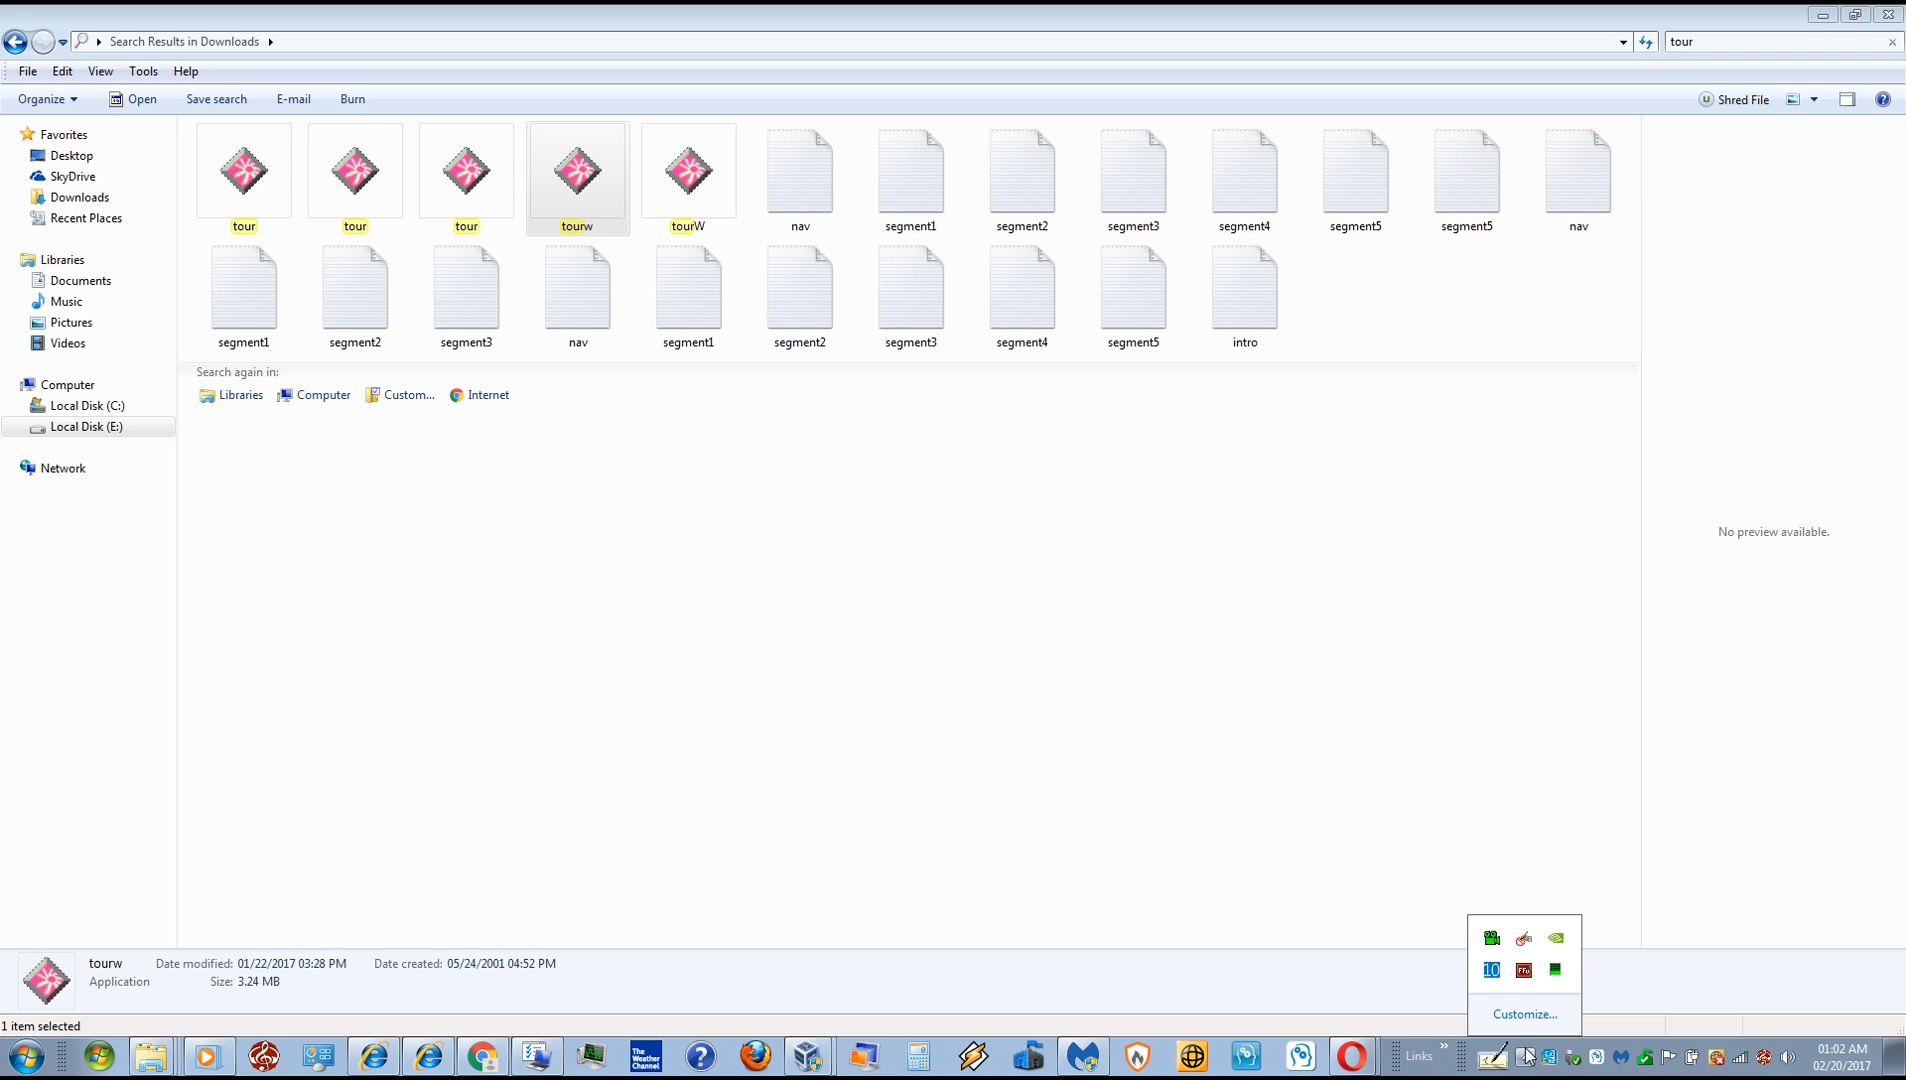 Search Results in Downloads
tour
File Edit View Tools Help
Organize Open Save search E-mail Burn
Shred File
Favorites
Desktop
SkyDrive
Downloads
Recent Places
Libraries
Documents
Music
Pictures
Videos
Computer
Local Disk (C:)
Local Disk (E:)
Network
tour tour tour tourw tourW nav segment1 segment2 segment3 segment4 segment5 segment5 nav
segment1 segment2 segment3 nav segment1 segment2 segment3 segment4 segment5 intro
Search again in:
Libraries Computer Custom... Internet
No preview available.
10 FFu
Customize...
tourw Date modified: 01/22/2017 03:28 PM Date created: 05/24/2001 04:52 PM
Application Size: 3.24 MB
1 item selected
The Weather Channel
Links
01:02 AM
02/20/2017